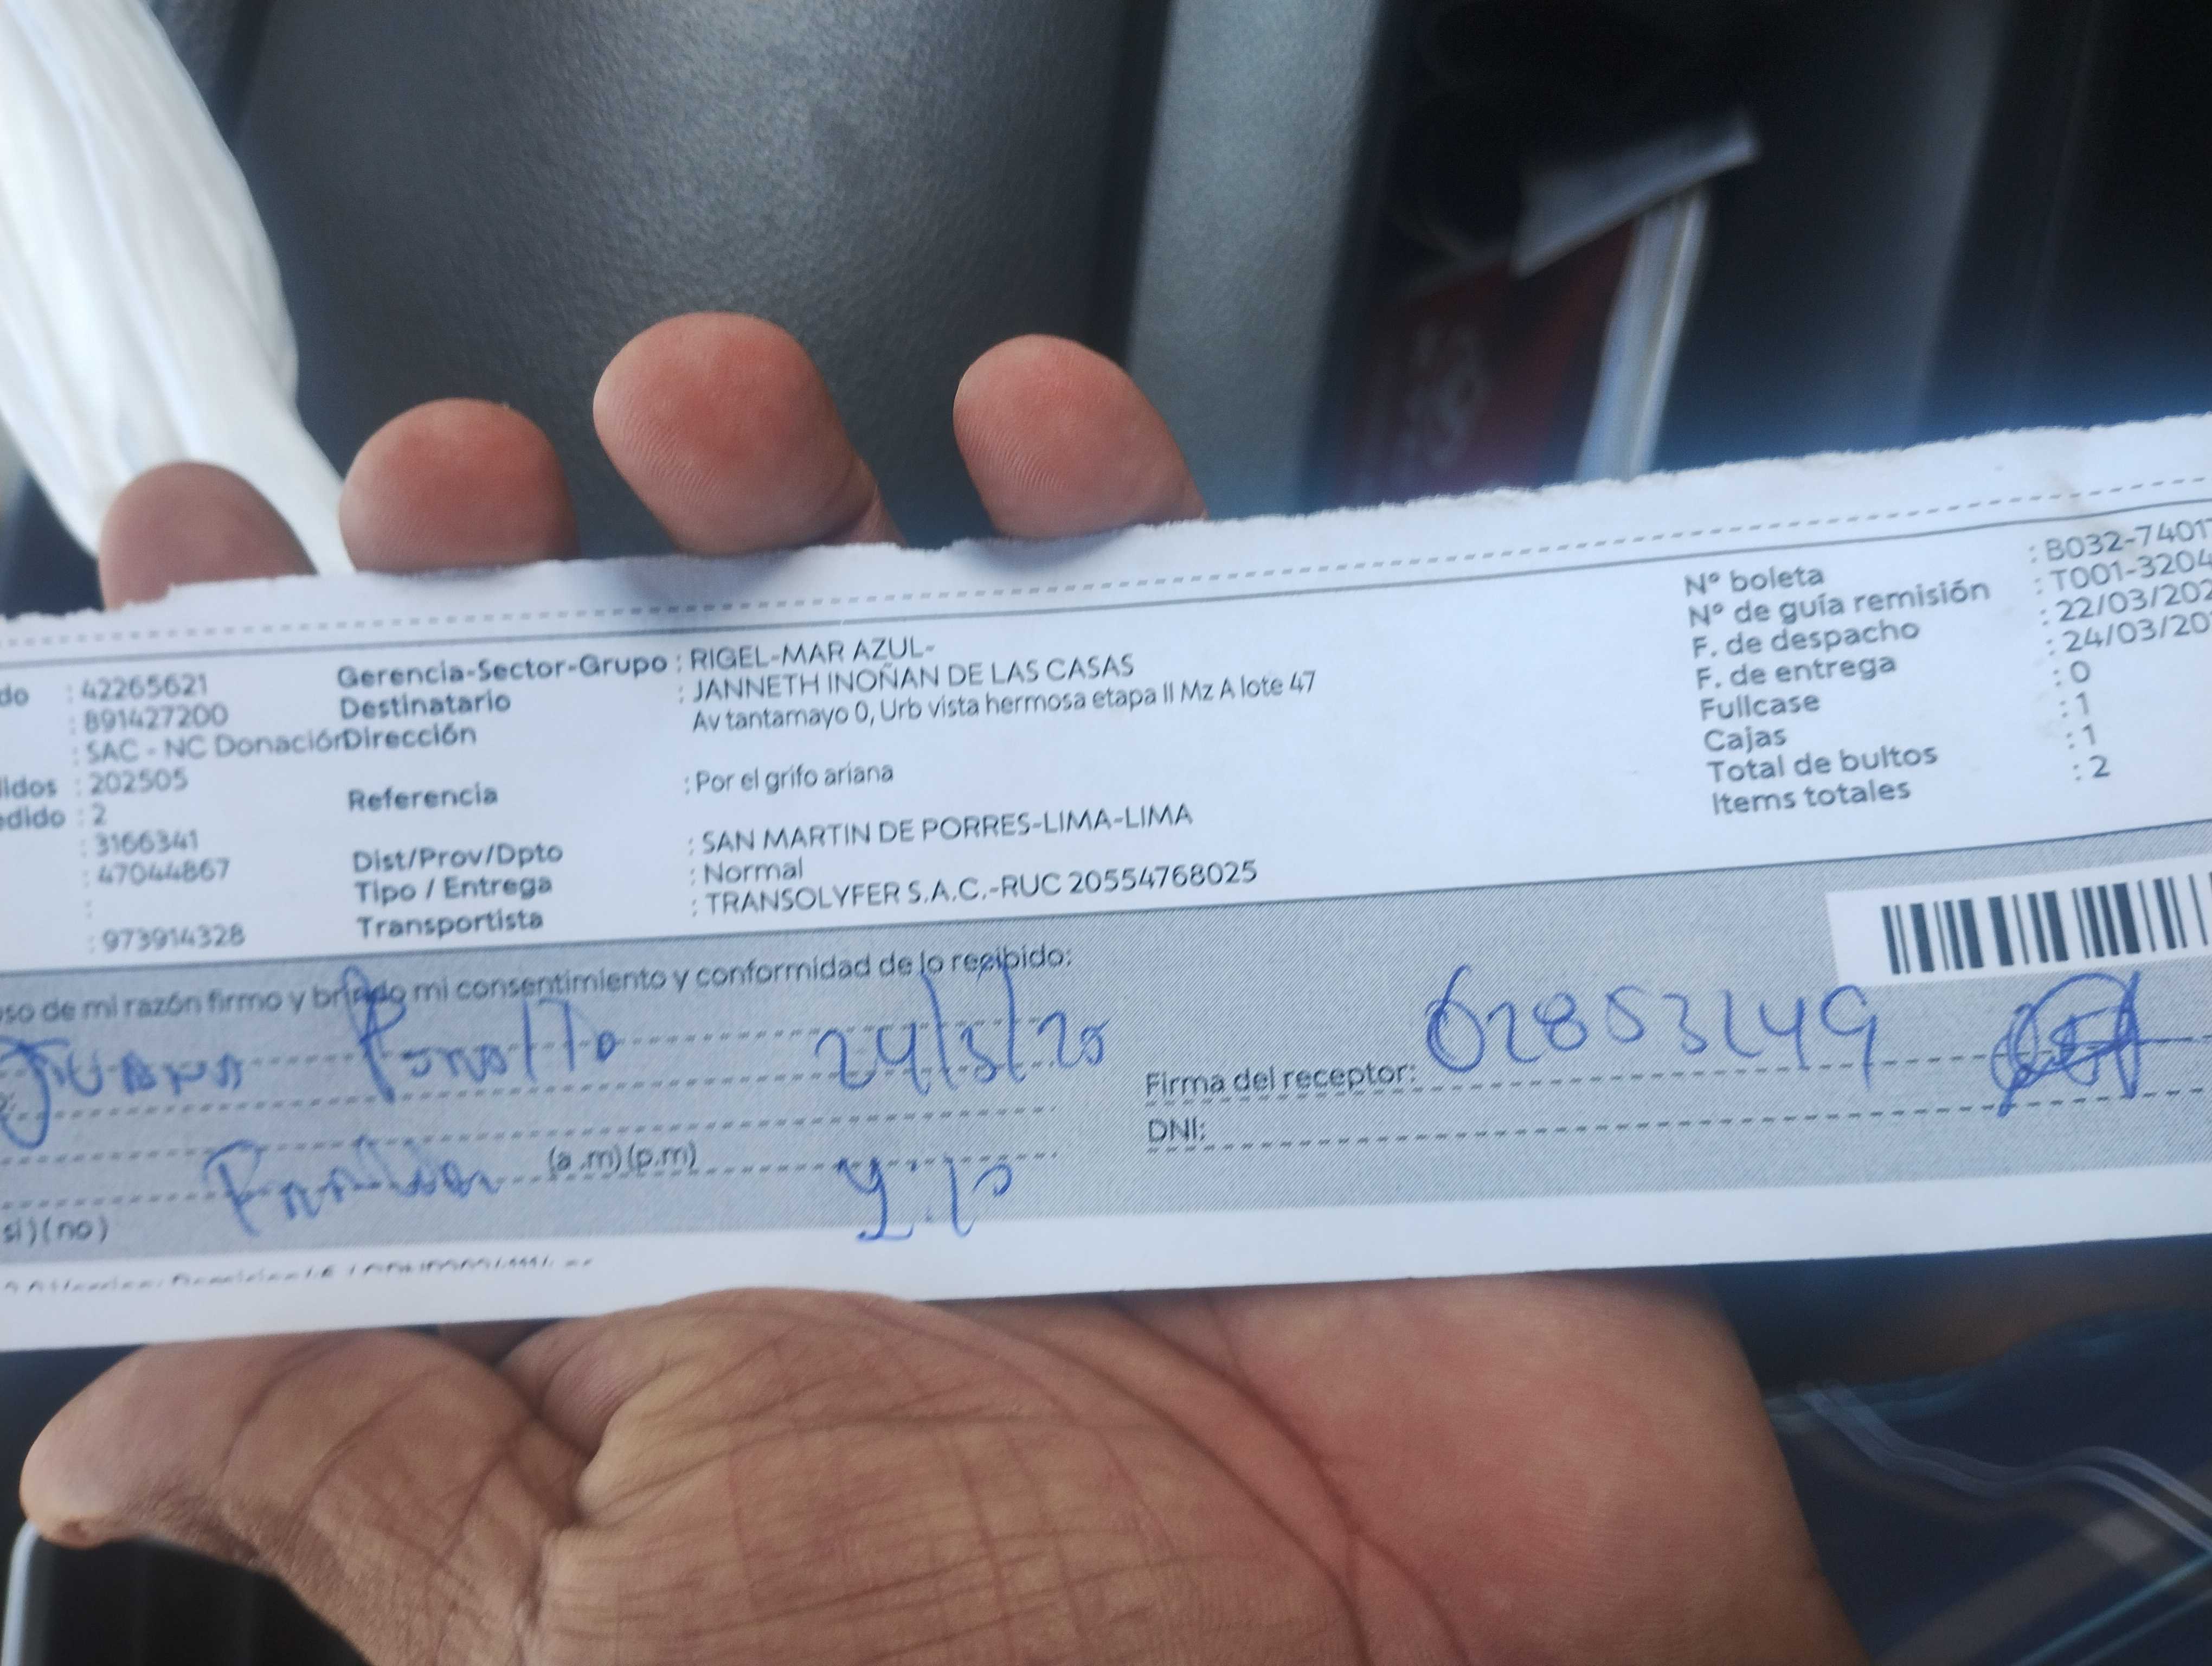 do : 42265621
: 891427200
: SAC - NC Donación
lidos : 202505
edido : 2
: 3166341
: 47044867
:
: 973914328
Gerencia-Sector-Grupo : RIGEL-MAR AZUL-
Destinatario : JANNETH INOÑAN DE LAS CASAS
Dirección Av tantamayo 0, Urb vista hermosa etapa II Mz A lote 47
Referencia : Por el grifo ariana
Dist/Prov/Dpto : SAN MARTIN DE PORRES-LIMA-LIMA
Tipo / Entrega : Normal
Transportista : TRANSOLYFER S.A.C.-RUC 20554768025
Nº boleta : B032-7401
Nº de guía remisión : T001-3204
F. de despacho : 22/03/202
F. de entrega : 24/03/20
Fullcase : 0
Cajas : 1
Total de bultos : 1
Items totales : 2
so de mi razón firmo y brindo mi consentimiento y conformidad de lo recibido:
24/3/25
Firma del receptor:
DNI:
(a.m)(p.m)
si)(no)